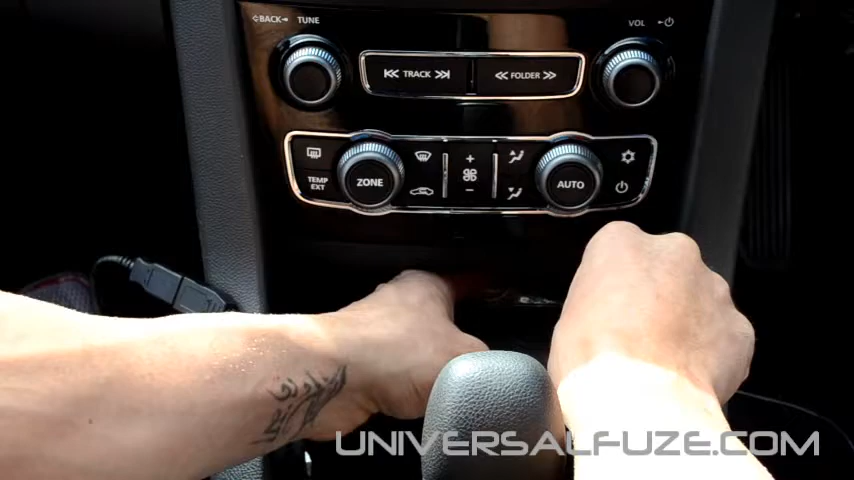 BACK TUNE VOL
TRACK FOLDER
TEMP EXT ZONE + - AUTO
UNIVERSALFUZE.COM